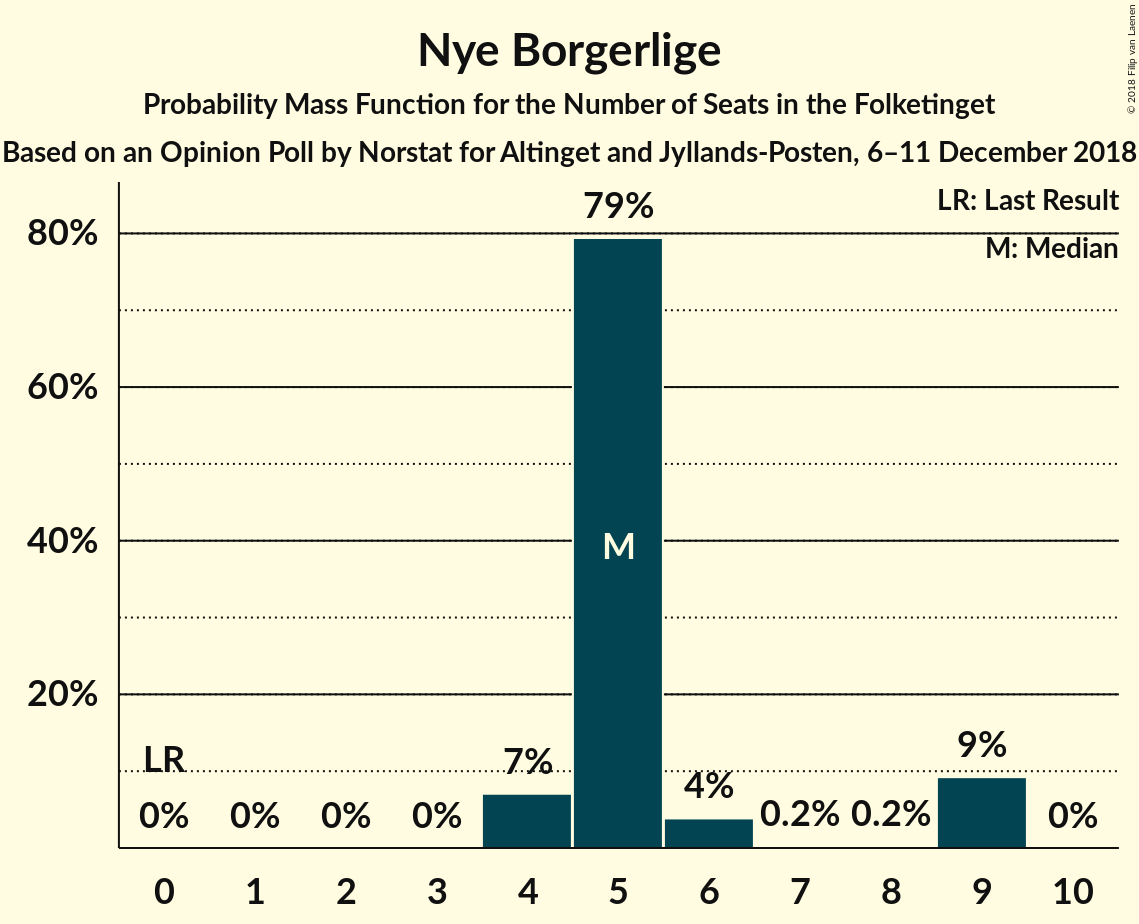 Nye Borgerlige
Probability Mass Function for the Number of Seats in the Folketinget
Based on an Opinion Poll by Norstat for Altinget and Jyllands-Posten, 6–11 December 2018
© 2018 Filip van Laenen
LR: Last Result
M: Median
79%
80%
60%
40%
M
20%
LR
7%
4%
9%
0% 0% 0% 0% 0.2% 0.2% 0%
0 1 2 3 4 5 6 7 8 9 10